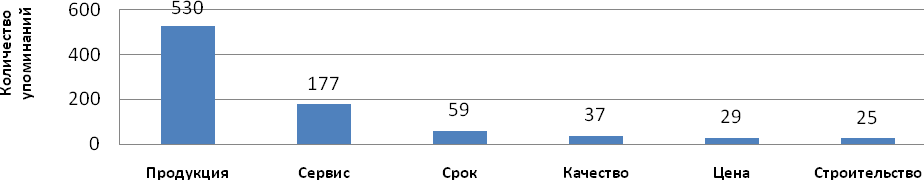 Количество
упоминаний
600
400
200
0
530
177
59
37
29
25
Продукция
Сервис
Срок
Качество
Цена
Строительство